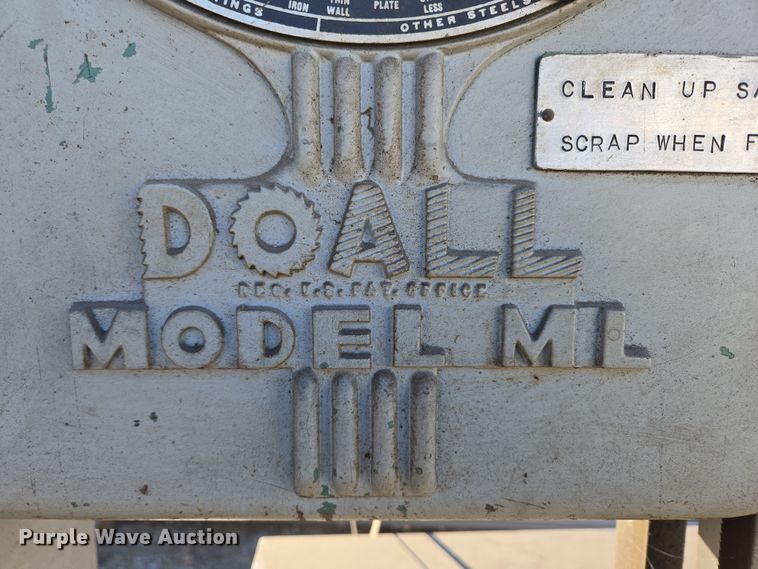 IRON
THIN WALL
PLATE
LESS
OTHER STEELS
CLEAN UP
SCRAP WHEN
DOALL
REG. U.S. PAT. OFFICE
MODEL ML
Purple Wave Auction